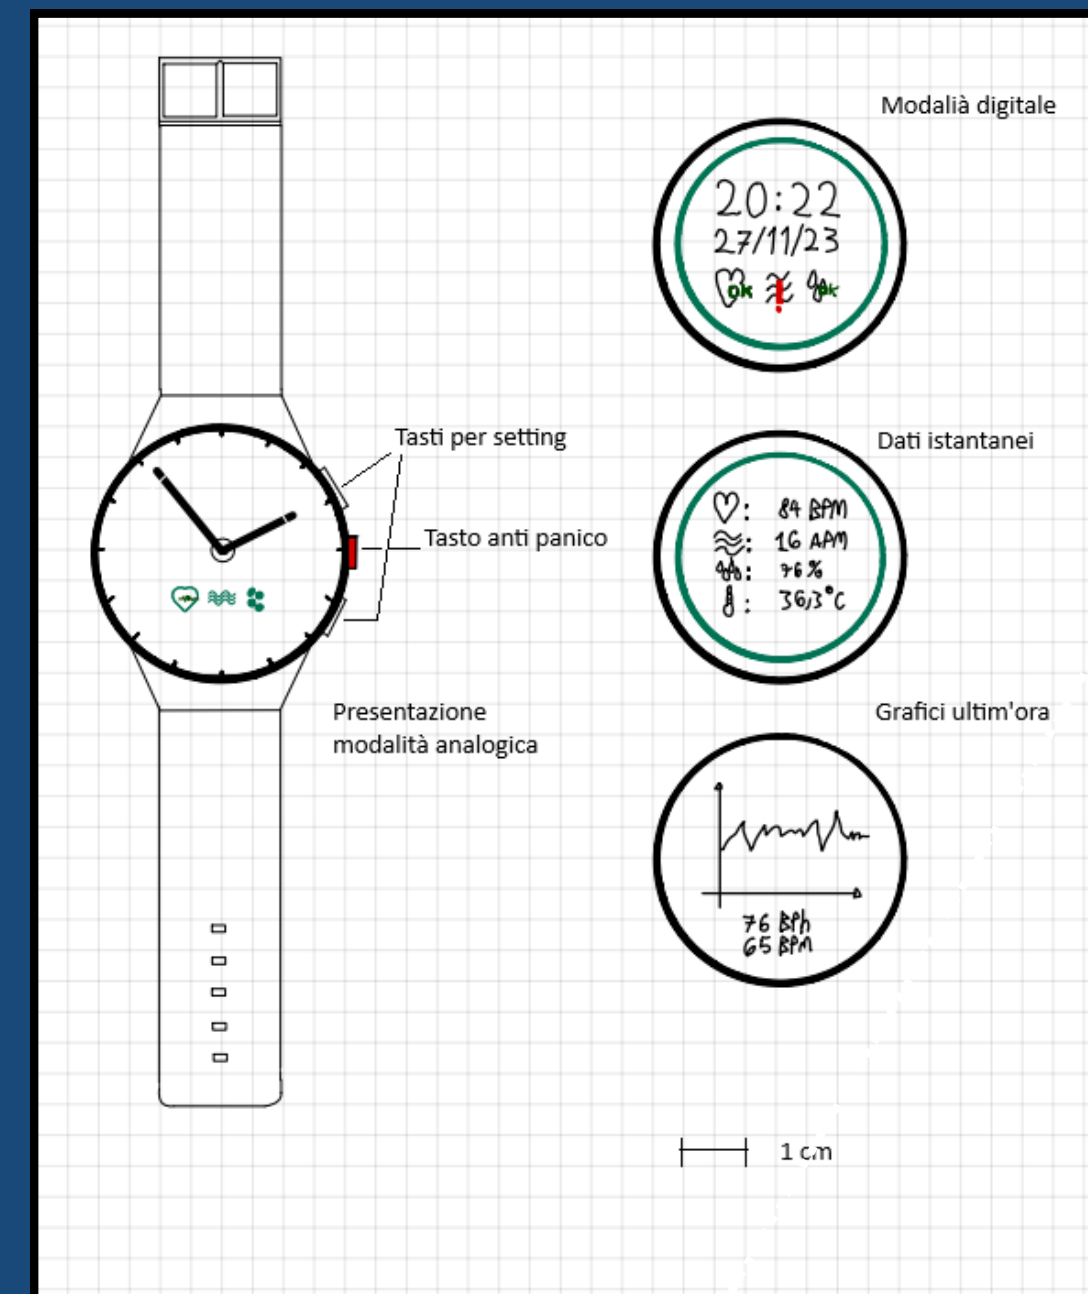 Modalià digitale
20:22
27/11/23
ok ! ok
Tasti per setting
Dati istantanei
: 84 BPM
: 16 APM
: 96%
: 36,3°C
Tasto anti panico
Presentazione
modalità analogica
Grafici ultim'ora
76 BPh
65 BPM
1 cm